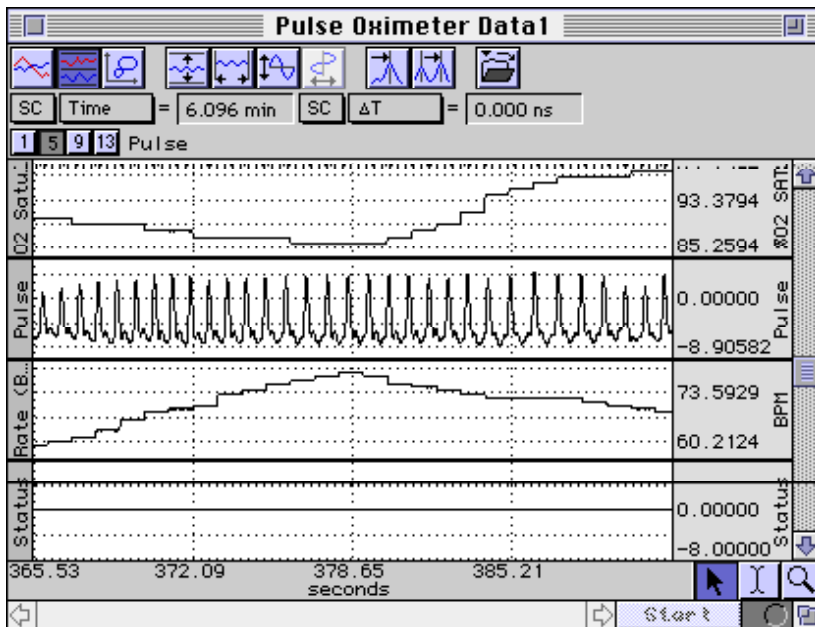 Pulse Oximeter Data1
SC Time = 6.096 min SC ΔT = 0.000 ns
1 5 9 13 Pulse
O2 Satu…
93.3794
85.2594
%O2 SAT:
Pulse
0.00000
-8.90582
Pulse
Rate (B…
73.5929
60.2124
BPM
Status
0.00000
-8.00000
Status
365.53 372.09 378.65 385.21
seconds
Start